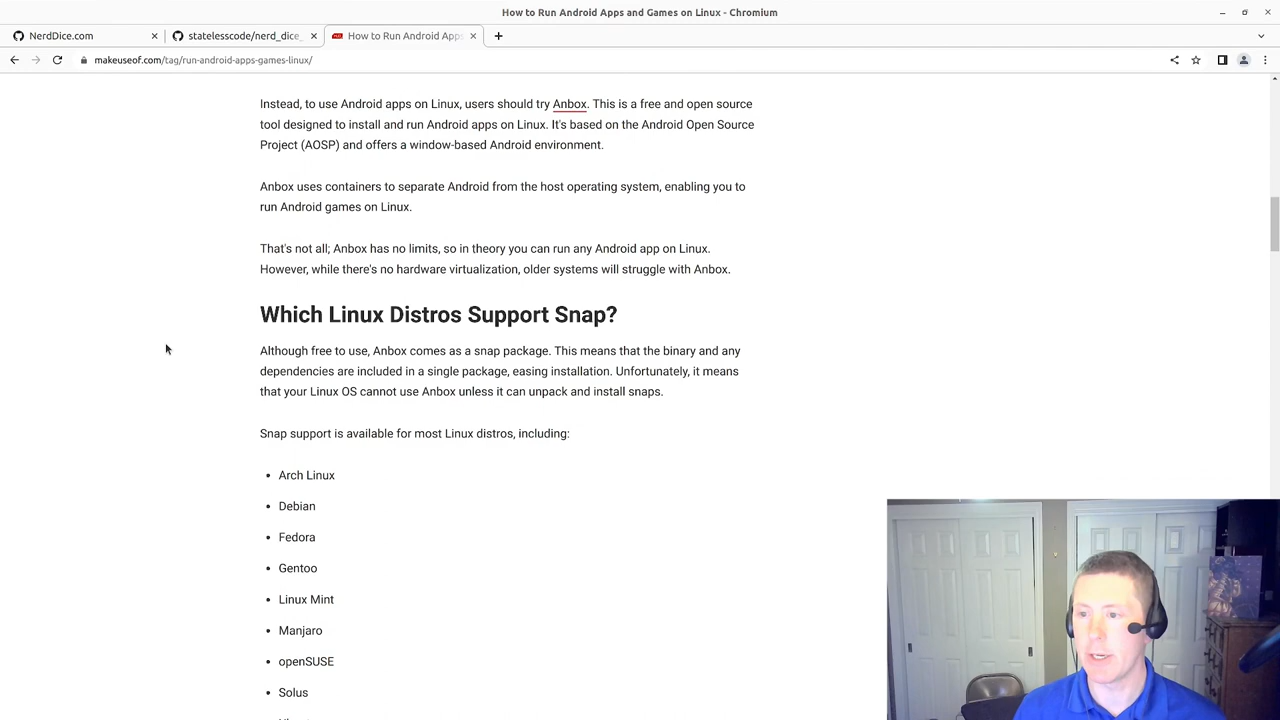 How to Run Android Apps and Games on Linux - Chromium
NerdDice.com
statelesscode/nerd_dice_
How to Run Android Apps
makeuseof.com/tag/run-android-apps-games-linux/
Instead, to use Android apps on Linux, users should try Anbox. This is a free and open source
tool designed to install and run Android apps on Linux. It's based on the Android Open Source
Project (AOSP) and offers a window-based Android environment.
Anbox uses containers to separate Android from the host operating system, enabling you to
run Android games on Linux.
That's not all; Anbox has no limits, so in theory you can run any Android app on Linux.
However, while there's no hardware virtualization, older systems will struggle with Anbox.
Which Linux Distros Support Snap?
Although free to use, Anbox comes as a snap package. This means that the binary and any
dependencies are included in a single package, easing installation. Unfortunately, it means
that your Linux OS cannot use Anbox unless it can unpack and install snaps.
Snap support is available for most Linux distros, including:
• Arch Linux
• Debian
• Fedora
• Gentoo
• Linux Mint
• Manjaro
• openSUSE
• Solus